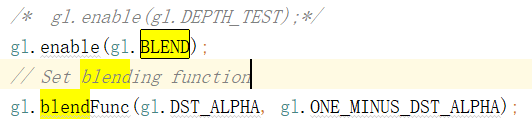 /*  gl.enable(gl.DEPTH_TEST);*/
gl.enable(gl.BLEND);
// Set blending function
gl.blendFunc(gl.DST_ALPHA, gl.ONE_MINUS_DST_ALPHA);